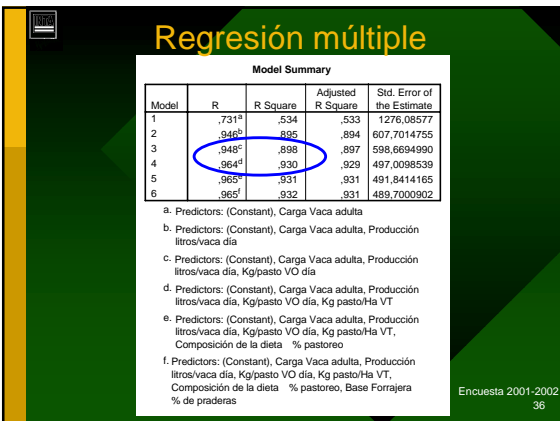 INTA
Regresión múltiple
Model Summary
Model R R Square Adjusted R Square Std. Error of the Estimate
1 ,731a ,534 ,533 1276,08577
2 ,946b ,895 ,894 607,7014755
3 ,948c ,898 ,897 598,6694990
4 ,964d ,930 ,929 497,0098539
5 ,965e ,931 ,931 491,8414165
6 ,965f ,932 ,931 489,7000902
a. Predictors: (Constant), Carga Vaca adulta
b. Predictors: (Constant), Carga Vaca adulta, Producción
litros/vaca día
c. Predictors: (Constant), Carga Vaca adulta, Producción
litros/vaca día, Kg/pasto VO día
d. Predictors: (Constant), Carga Vaca adulta, Producción
litros/vaca día, Kg/pasto VO día, Kg pasto/Ha VT
e. Predictors: (Constant), Carga Vaca adulta, Producción
litros/vaca día, Kg/pasto VO día, Kg pasto/Ha VT,
Composición de la dieta % pastoreo
f. Predictors: (Constant), Carga Vaca adulta, Producción
litros/vaca día, Kg/pasto VO día, Kg pasto/Ha VT,
Composición de la dieta % pastoreo, Base Forrajera
% de praderas
Encuesta 2001-2002
36